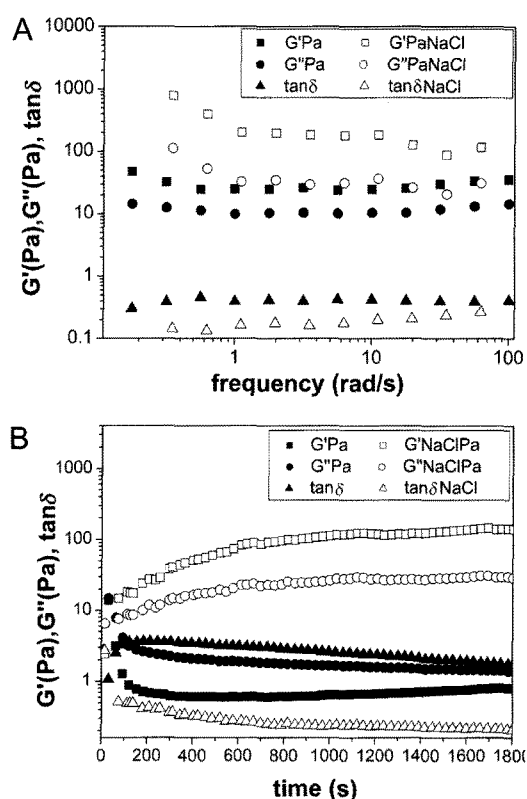 A
G'Pa G'PaNaCl
G''Pa G''PaNaCl
tanδ tanδNaCl
10000
1000
100
10
1
0.1
G'(Pa),G''(Pa),tanδ
1 10 100
frequency (rad/s)
B
G'Pa G'NaClPa
G''Pa G''NaClPa
tanδ tanδNaCl
1000
100
10
1
G'(Pa),G''(Pa), tanδ
0 200 400 600 800 1000 1200 1400 1600 1800
time (s)